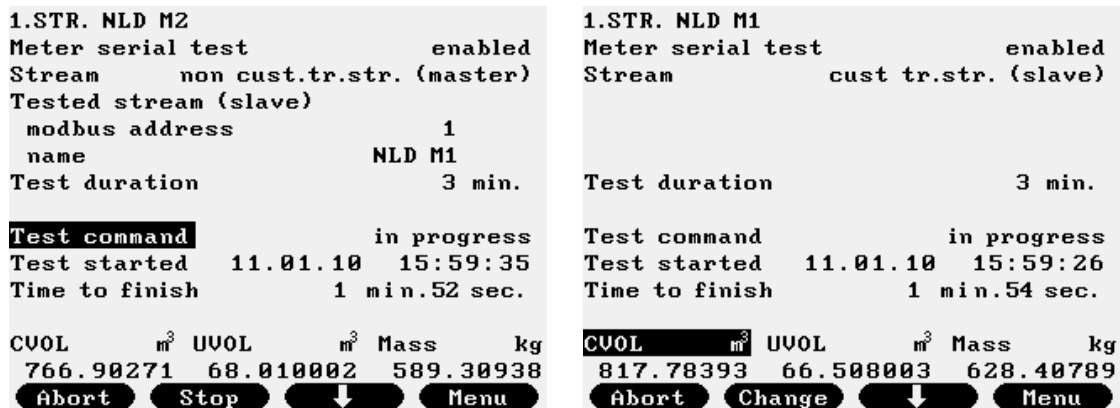 1.STR. NLD M2
Meter serial test enabled
Stream non cust.tr.str. (master)
Tested stream (slave)
modbus address 1
name NLD M1
Test duration 3 min.
Test command in progress
Test started 11.01.10 15:59:35
Time to finish 1 min.52 sec.
CVOL m³ UVOL m³ Mass kg
766.90271 68.010002 589.30938
Abort Stop ↓ Menu
1.STR. NLD M1
Meter serial test enabled
Stream cust tr.str. (slave)
Test duration 3 min.
Test command in progress
Test started 11.01.10 15:59:26
Time to finish 1 min.54 sec.
CVOL m³ UVOL m³ Mass kg
817.78393 66.508003 628.40789
Abort Change ↓ Menu